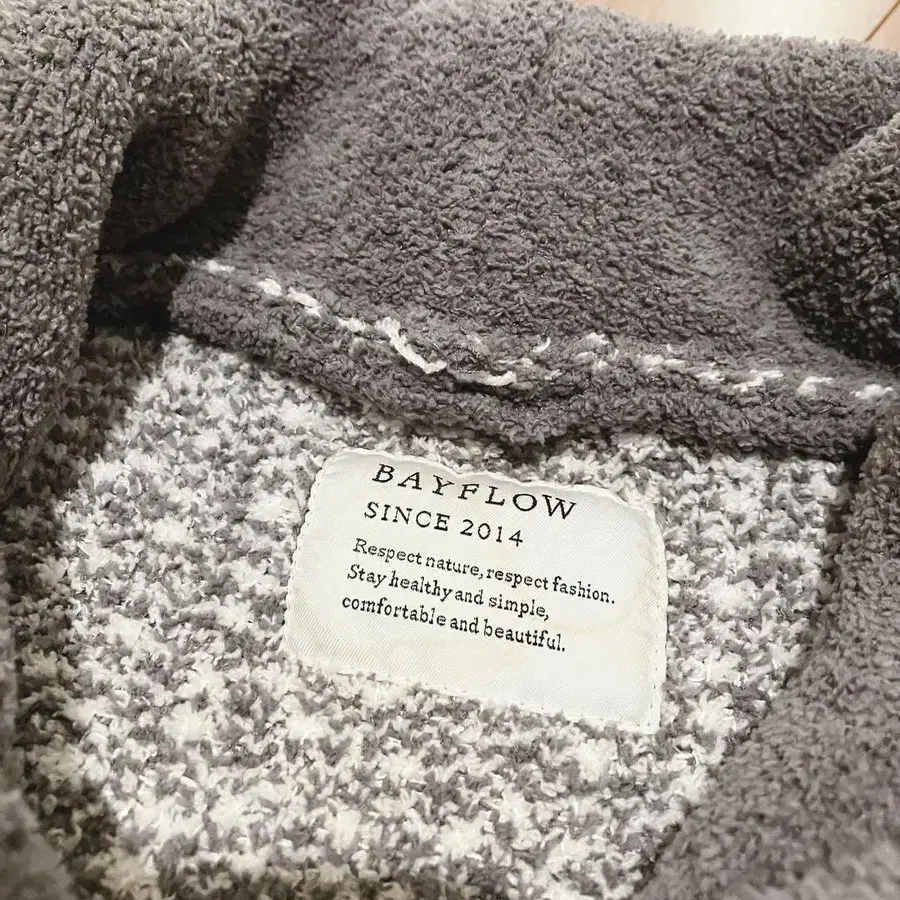 BAYFLOW
SINCE 2014
Respect nature, respect fashion.
Stay healthy and simple,
comfortable and beautiful.